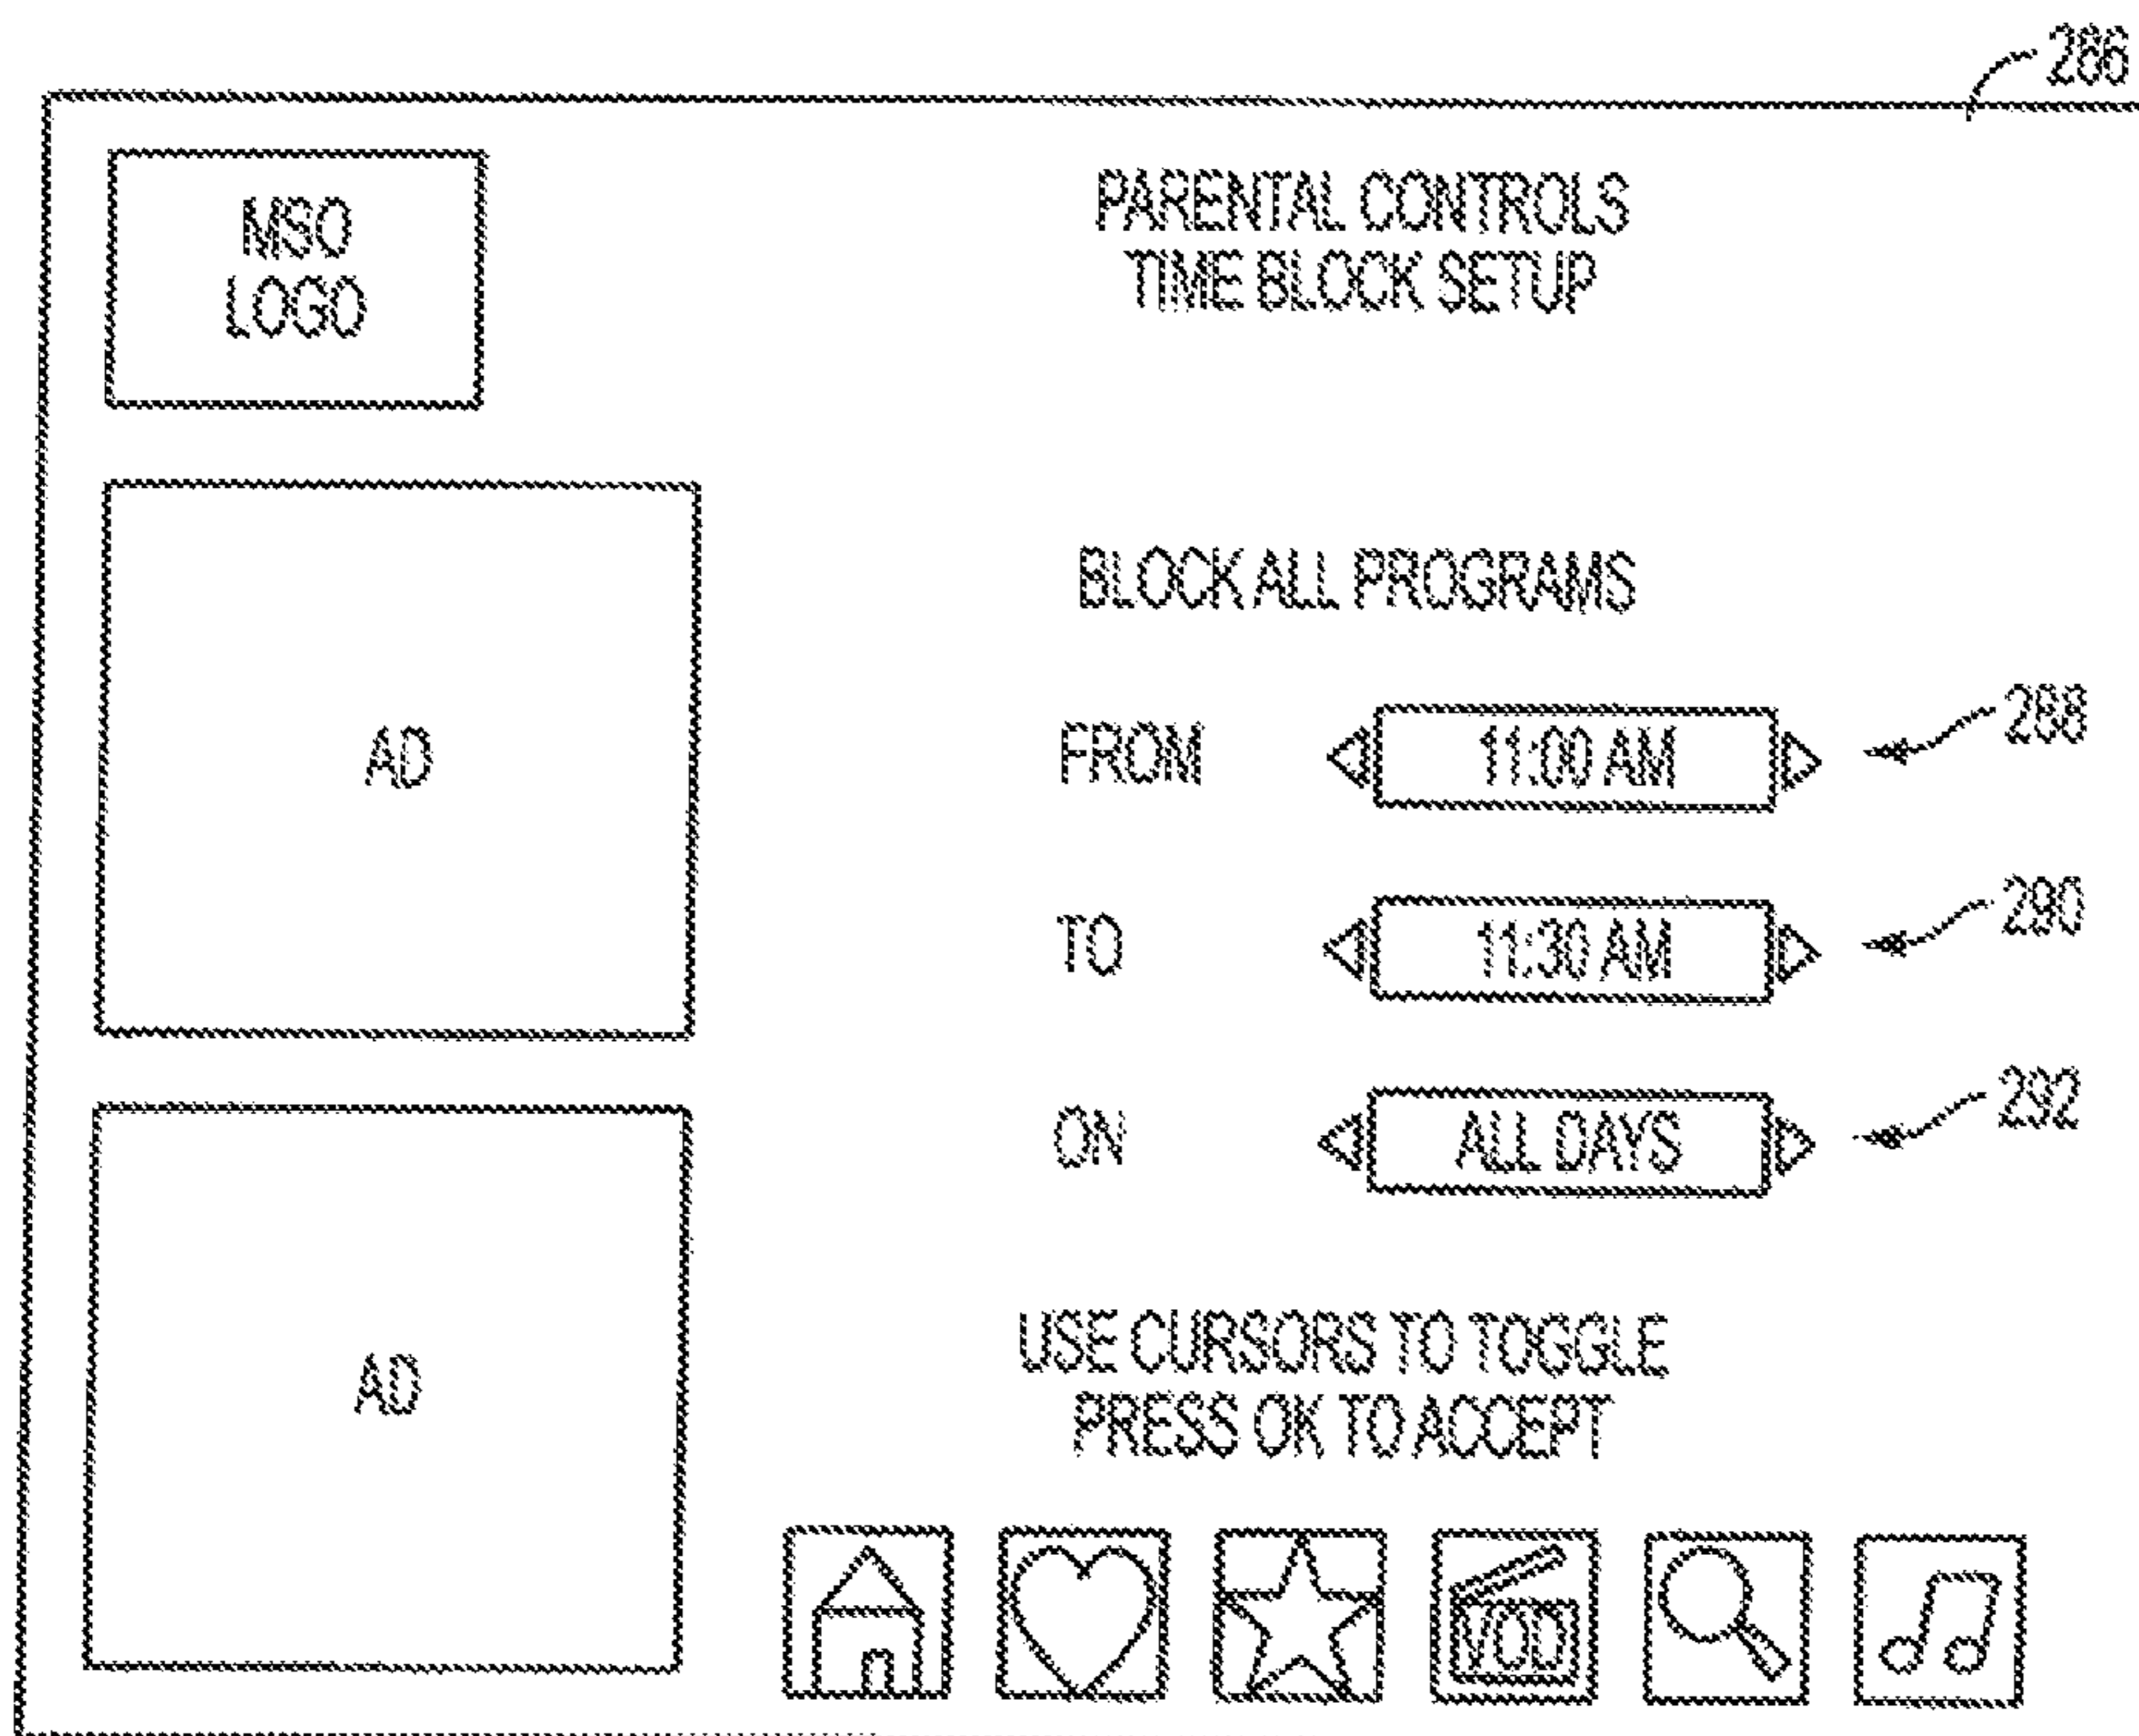 286
MSO
LOGO
PARENTAL CONTROLS
TIME BLOCK SETUP
AD
BLOCK ALL PROGRAMS
FROM 11:00 AM 288
TO 11:30 AM 290
ON ALL DAYS 292
AD
USE CURSORS TO TOGGLE
PRESS OK TO ACCEPT
VOD